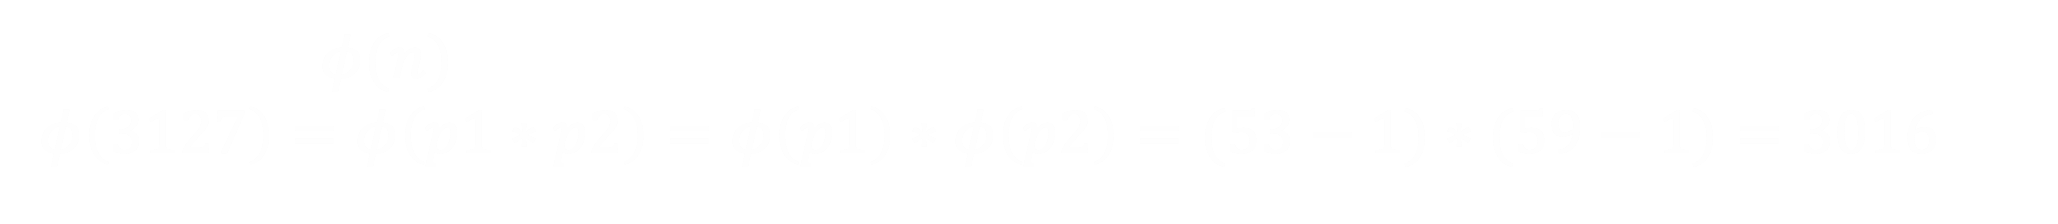 ϕ(n)
ϕ(3127) = ϕ(p1 * p2) = ϕ(p1) * ϕ(p2) = (53 − 1) * (59 − 1) = 3016